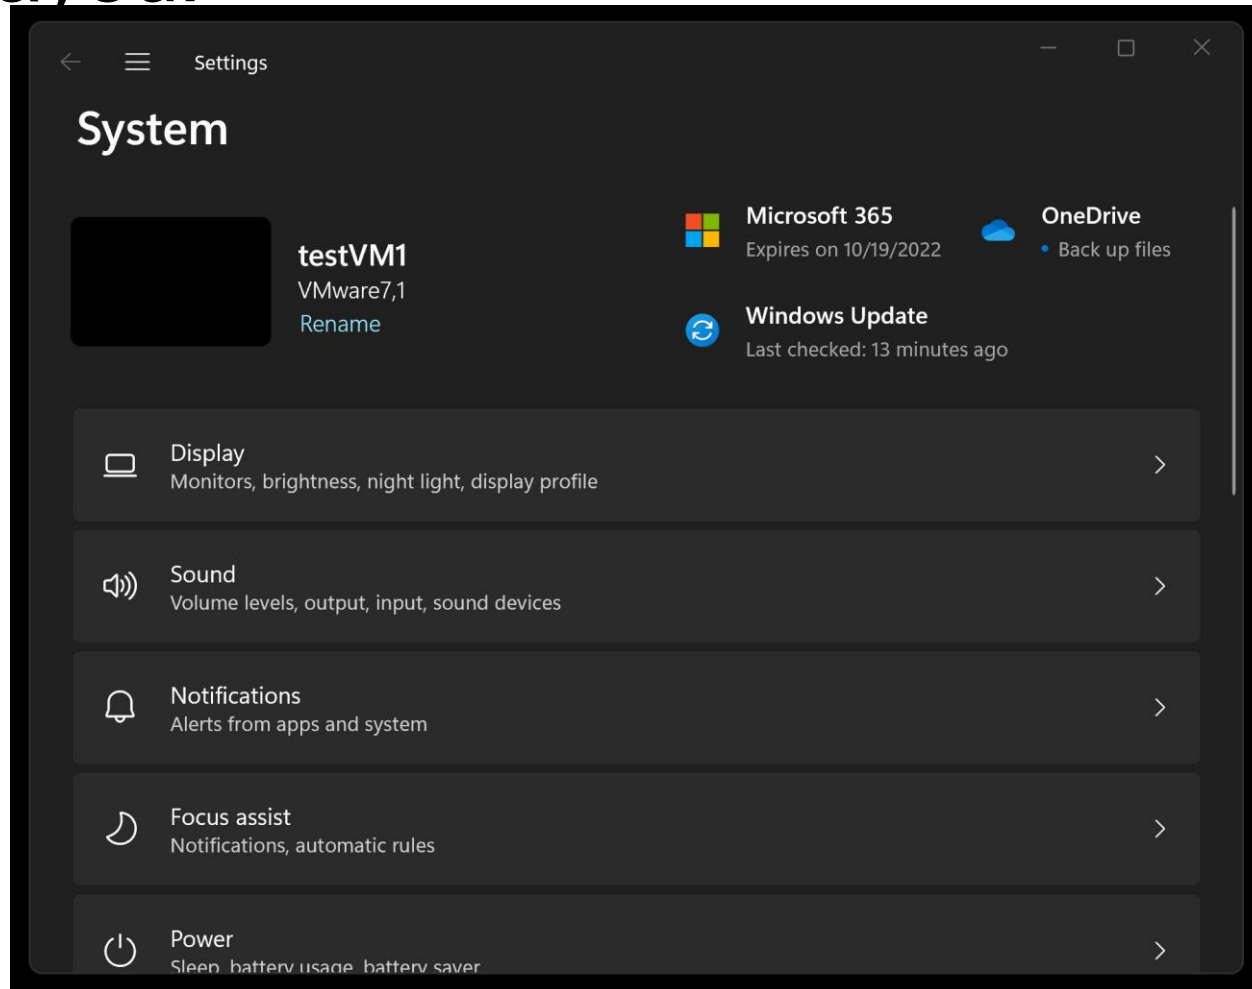 Settings
System
testVM1
VMware7,1
Rename
Microsoft 365
Expires on 10/19/2022
OneDrive
• Back up files
Windows Update
Last checked: 13 minutes ago
Display
Monitors, brightness, night light, display profile
Sound
Volume levels, output, input, sound devices
Notifications
Alerts from apps and system
Focus assist
Notifications, automatic rules
Power
Sleep, battery usage, battery saver